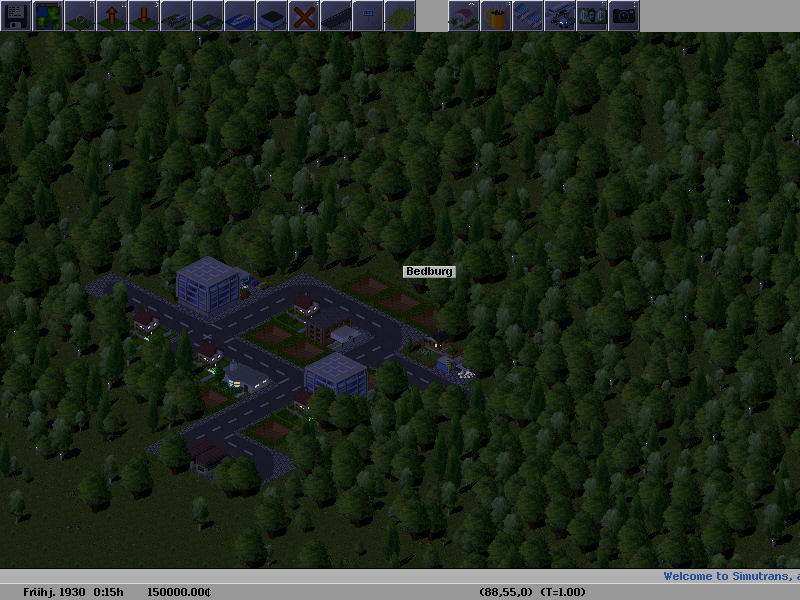 Bedburg
Welcome to Simutrans, a
Frühj. 1930 0:15h 150000.00¢ (88,55,0) (T=1.00)